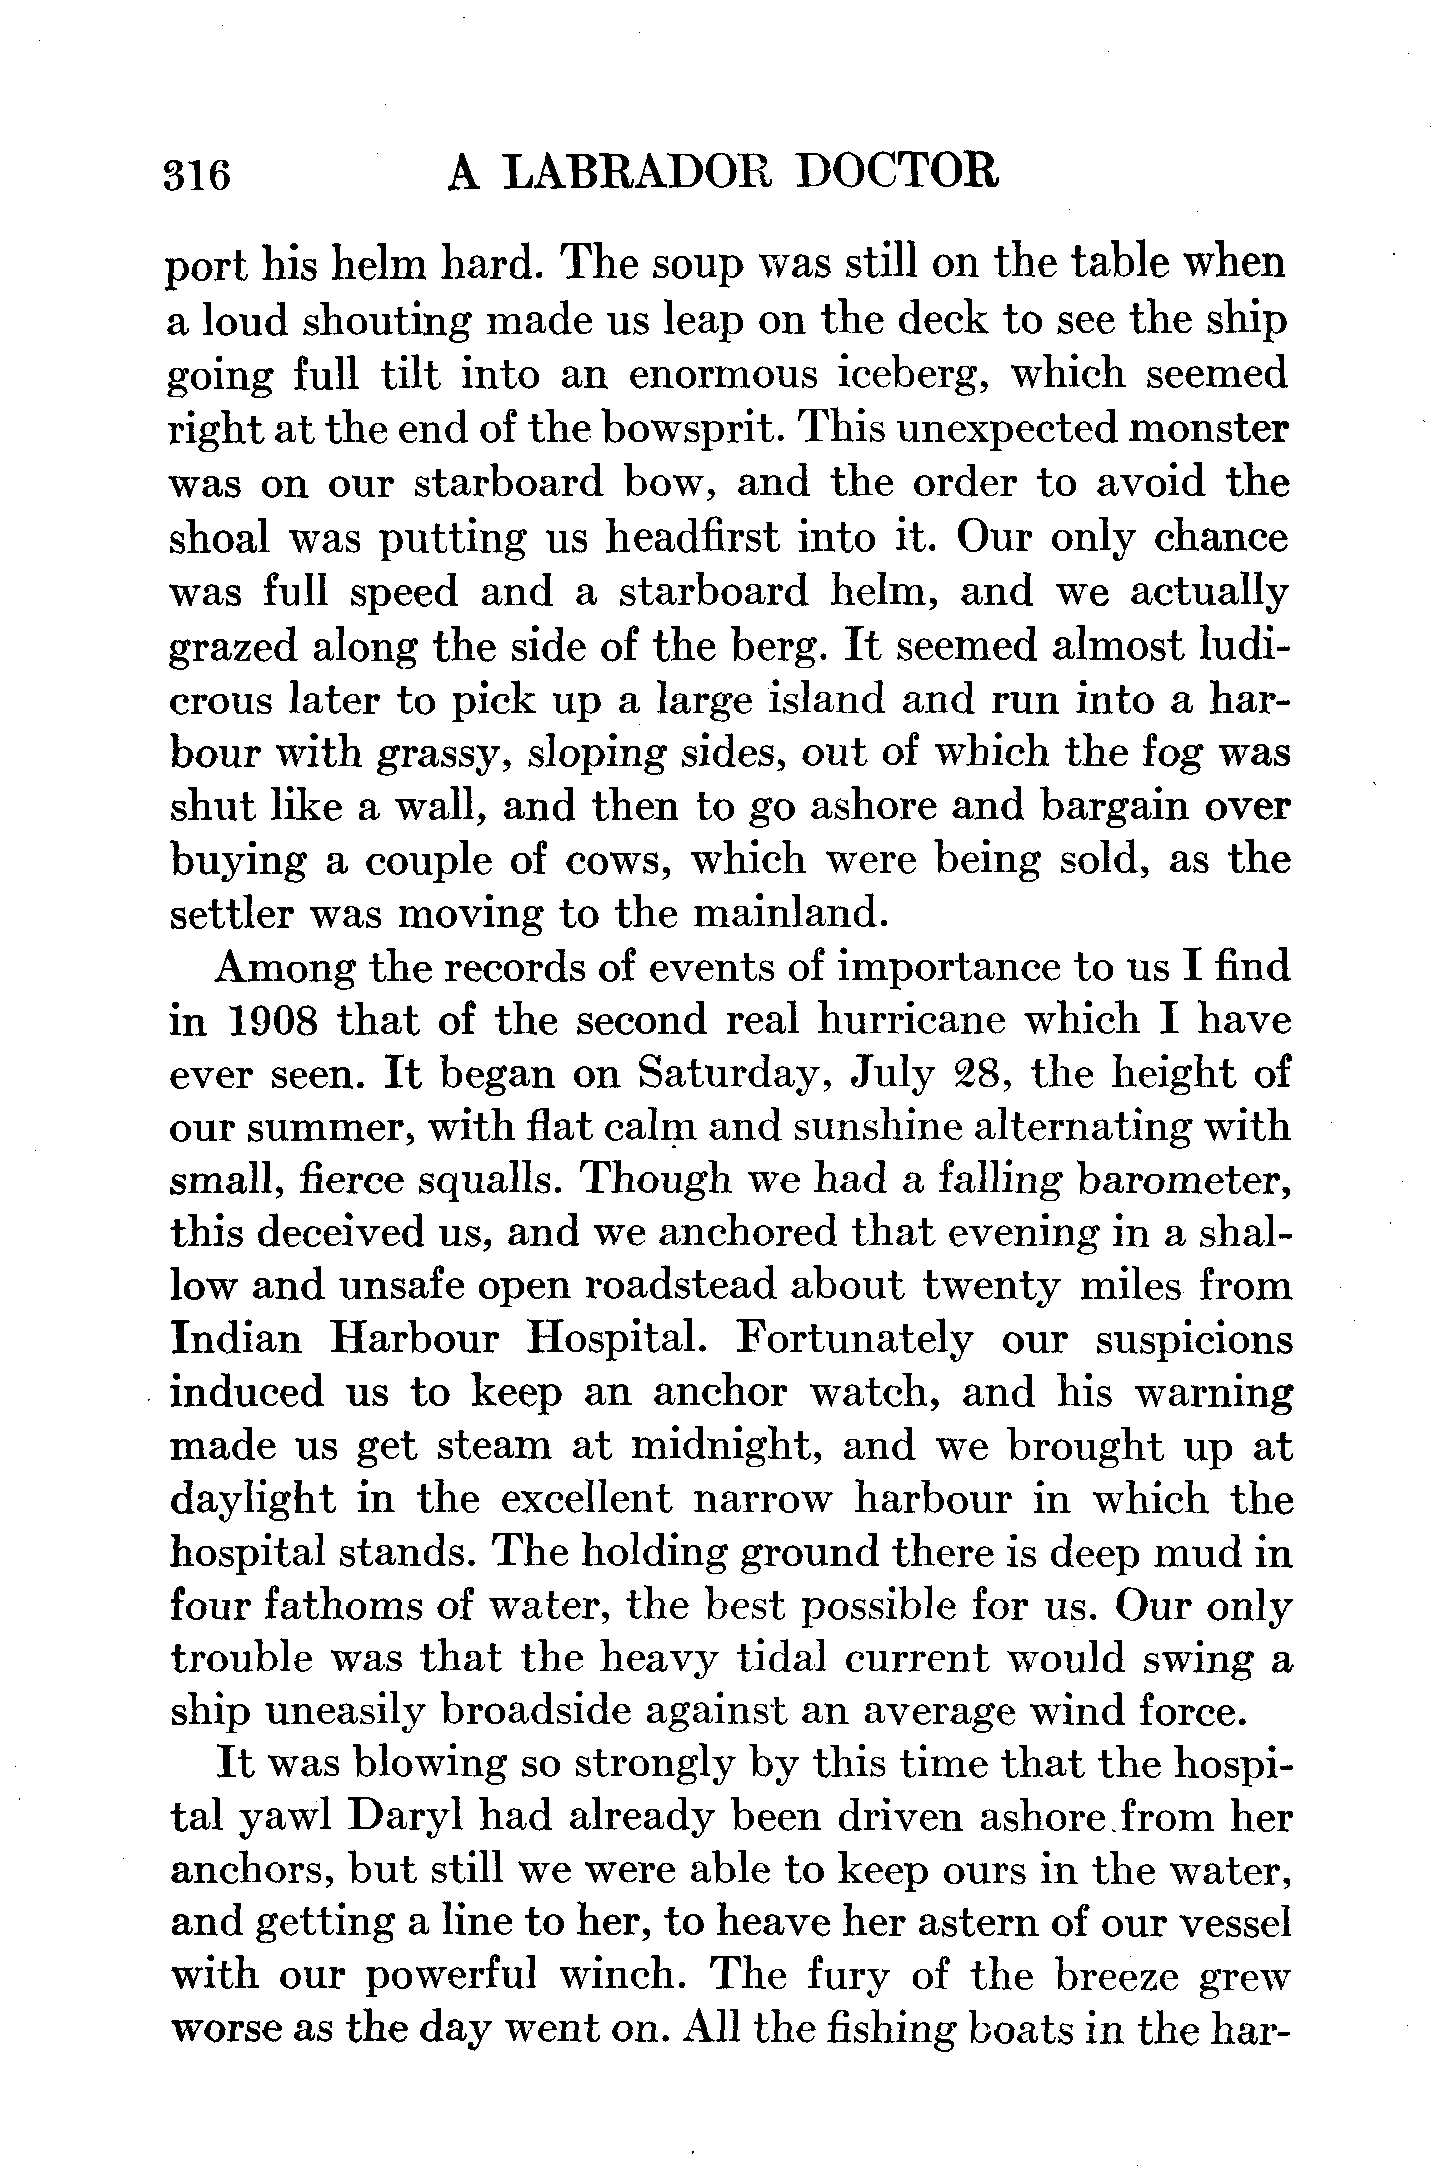 316 A LABRADOR DOCTOR
port his helm hard. The soup was still on the table when
a loud shouting made us leap on the deck to see the ship
going full tilt into an enormous iceberg, which seemed
right at the end of the bowsprit. This unexpected monster
was on our starboard bow, and the order to avoid the
shoal was putting us headfirst into it. Our only chance
was full speed and a starboard helm, and we actually
grazed along the side of the berg. It seemed almost ludi-
crous later to pick up a large island and run into a har-
bour with grassy, sloping sides, out of which the fog was
shut like a wall, and then to go ashore and bargain over
buying a couple of cows, which were being sold, as the
settler was moving to the mainland.
Among the records of events of importance to us I find
in 1908 that of the second real hurricane which I have
ever seen. It began on Saturday, July 28, the height of
our summer, with flat calm and sunshine alternating with
small, fierce squalls. Though we had a falling barometer,
this deceived us, and we anchored that evening in a shal-
low and unsafe open roadstead about twenty miles from
Indian Harbour Hospital. Fortunately our suspicions
induced us to keep an anchor watch, and his warning
made us get steam at midnight, and we brought up at
daylight in the excellent narrow harbour in which the
hospital stands. The holding ground there is deep mud in
four fathoms of water, the best possible for us. Our only
trouble was that the heavy tidal current would swing a
ship uneasily broadside against an average wind force.
It was blowing so strongly by this time that the hospi-
tal yawl Daryl had already been driven ashore from her
anchors, but still we were able to keep ours in the water,
and getting a line to her, to heave her astern of our vessel
with our powerful winch. The fury of the breeze grew
worse as the day went on. All the fishing boats in the har-